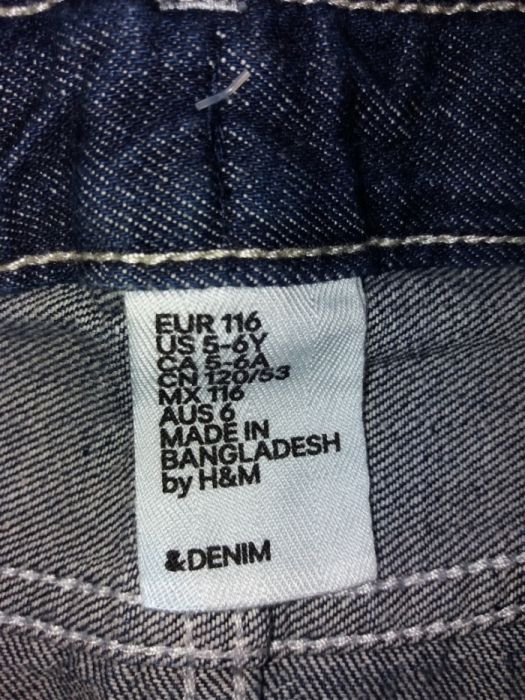 EUR 116
US 5-6Y
CA 5-6A
CN 120/53
MX 116
AUS 6
MADE IN
BANGLADESH
by H&M
&DENIM